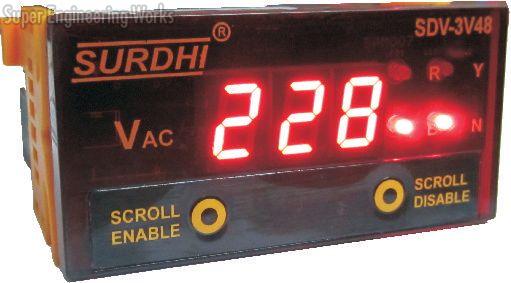 Super Engineering Works
SDV-3V48
SURDHI®
228
R Y
VAC
B N
SCROLL
ENABLE
SCROLL
DISABLE